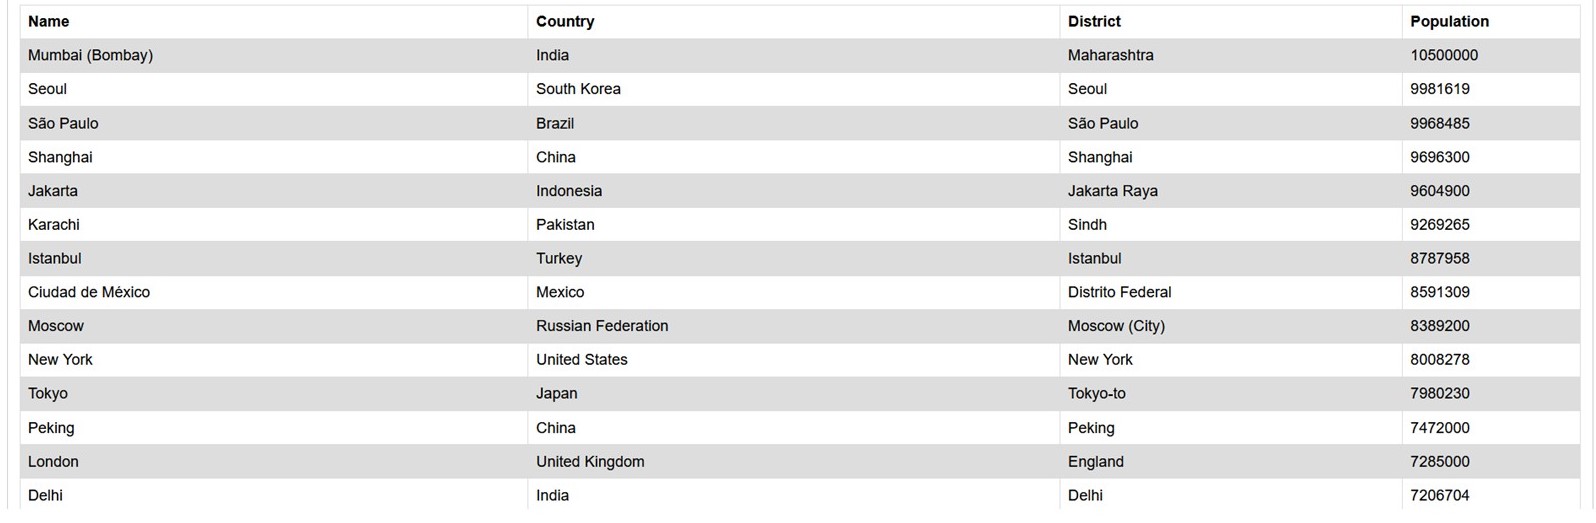 Name Country District Population
Mumbai (Bombay) India Maharashtra 10500000
Seoul South Korea Seoul 9981619
São Paulo Brazil São Paulo 9968485
Shanghai China Shanghai 9696300
Jakarta Indonesia Jakarta Raya 9604900
Karachi Pakistan Sindh 9269265
Istanbul Turkey Istanbul 8787958
Ciudad de México Mexico Distrito Federal 8591309
Moscow Russian Federation Moscow (City) 8389200
New York United States New York 8008278
Tokyo Japan Tokyo-to 7980230
Peking China Peking 7472000
London United Kingdom England 7285000
Delhi India Delhi 7206704